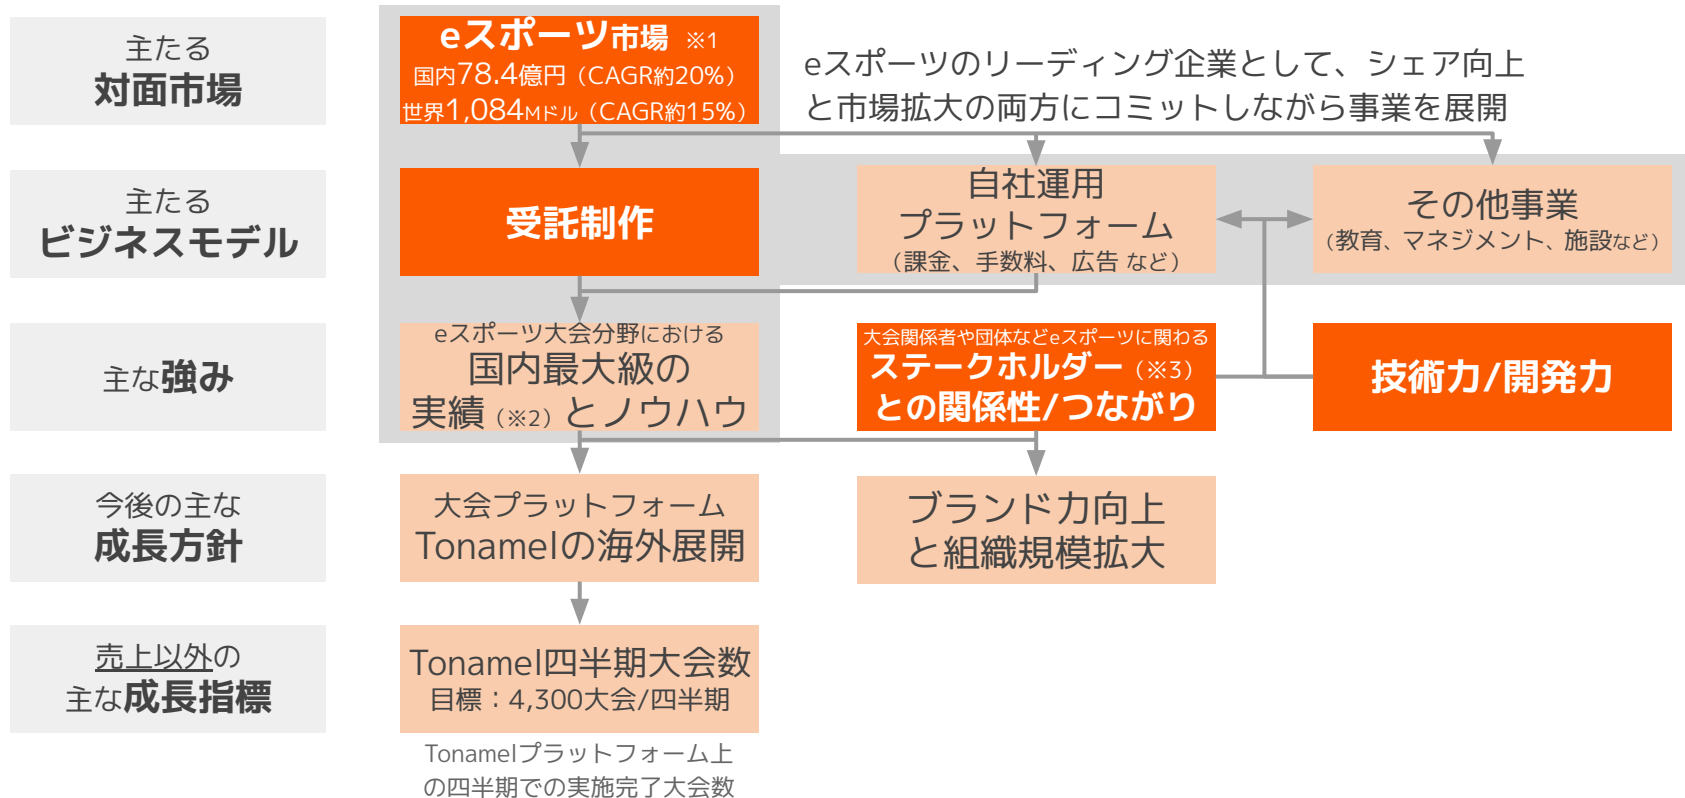 主たる
対面市場
eスポーツ市場 ※1
国内78.4億円（CAGR約20%）
世界1,084Mドル（CAGR約15%）
eスポーツのリーディング企業として、シェア向上
と市場拡大の両方にコミットしながら事業を展開
主たる
ビジネスモデル
受託制作
自社運用
プラットフォーム
（課金、手数料、広告 など）
その他事業
（教育、マネジメント、施設など）
主な強み
eスポーツ大会分野における
国内最大級の
実績（※2）とノウハウ
大会関係者や団体などeスポーツに関わる
ステークホルダー（※3）
との関係性/つながり
技術力/開発力
今後の主な
成長方針
大会プラットフォーム
Tonamelの海外展開
ブランド力向上
と組織規模拡大
売上以外の
主な成長指標
Tonamel四半期大会数
目標：4,300大会/四半期
Tonamelプラットフォーム上
の四半期での実施完了大会数